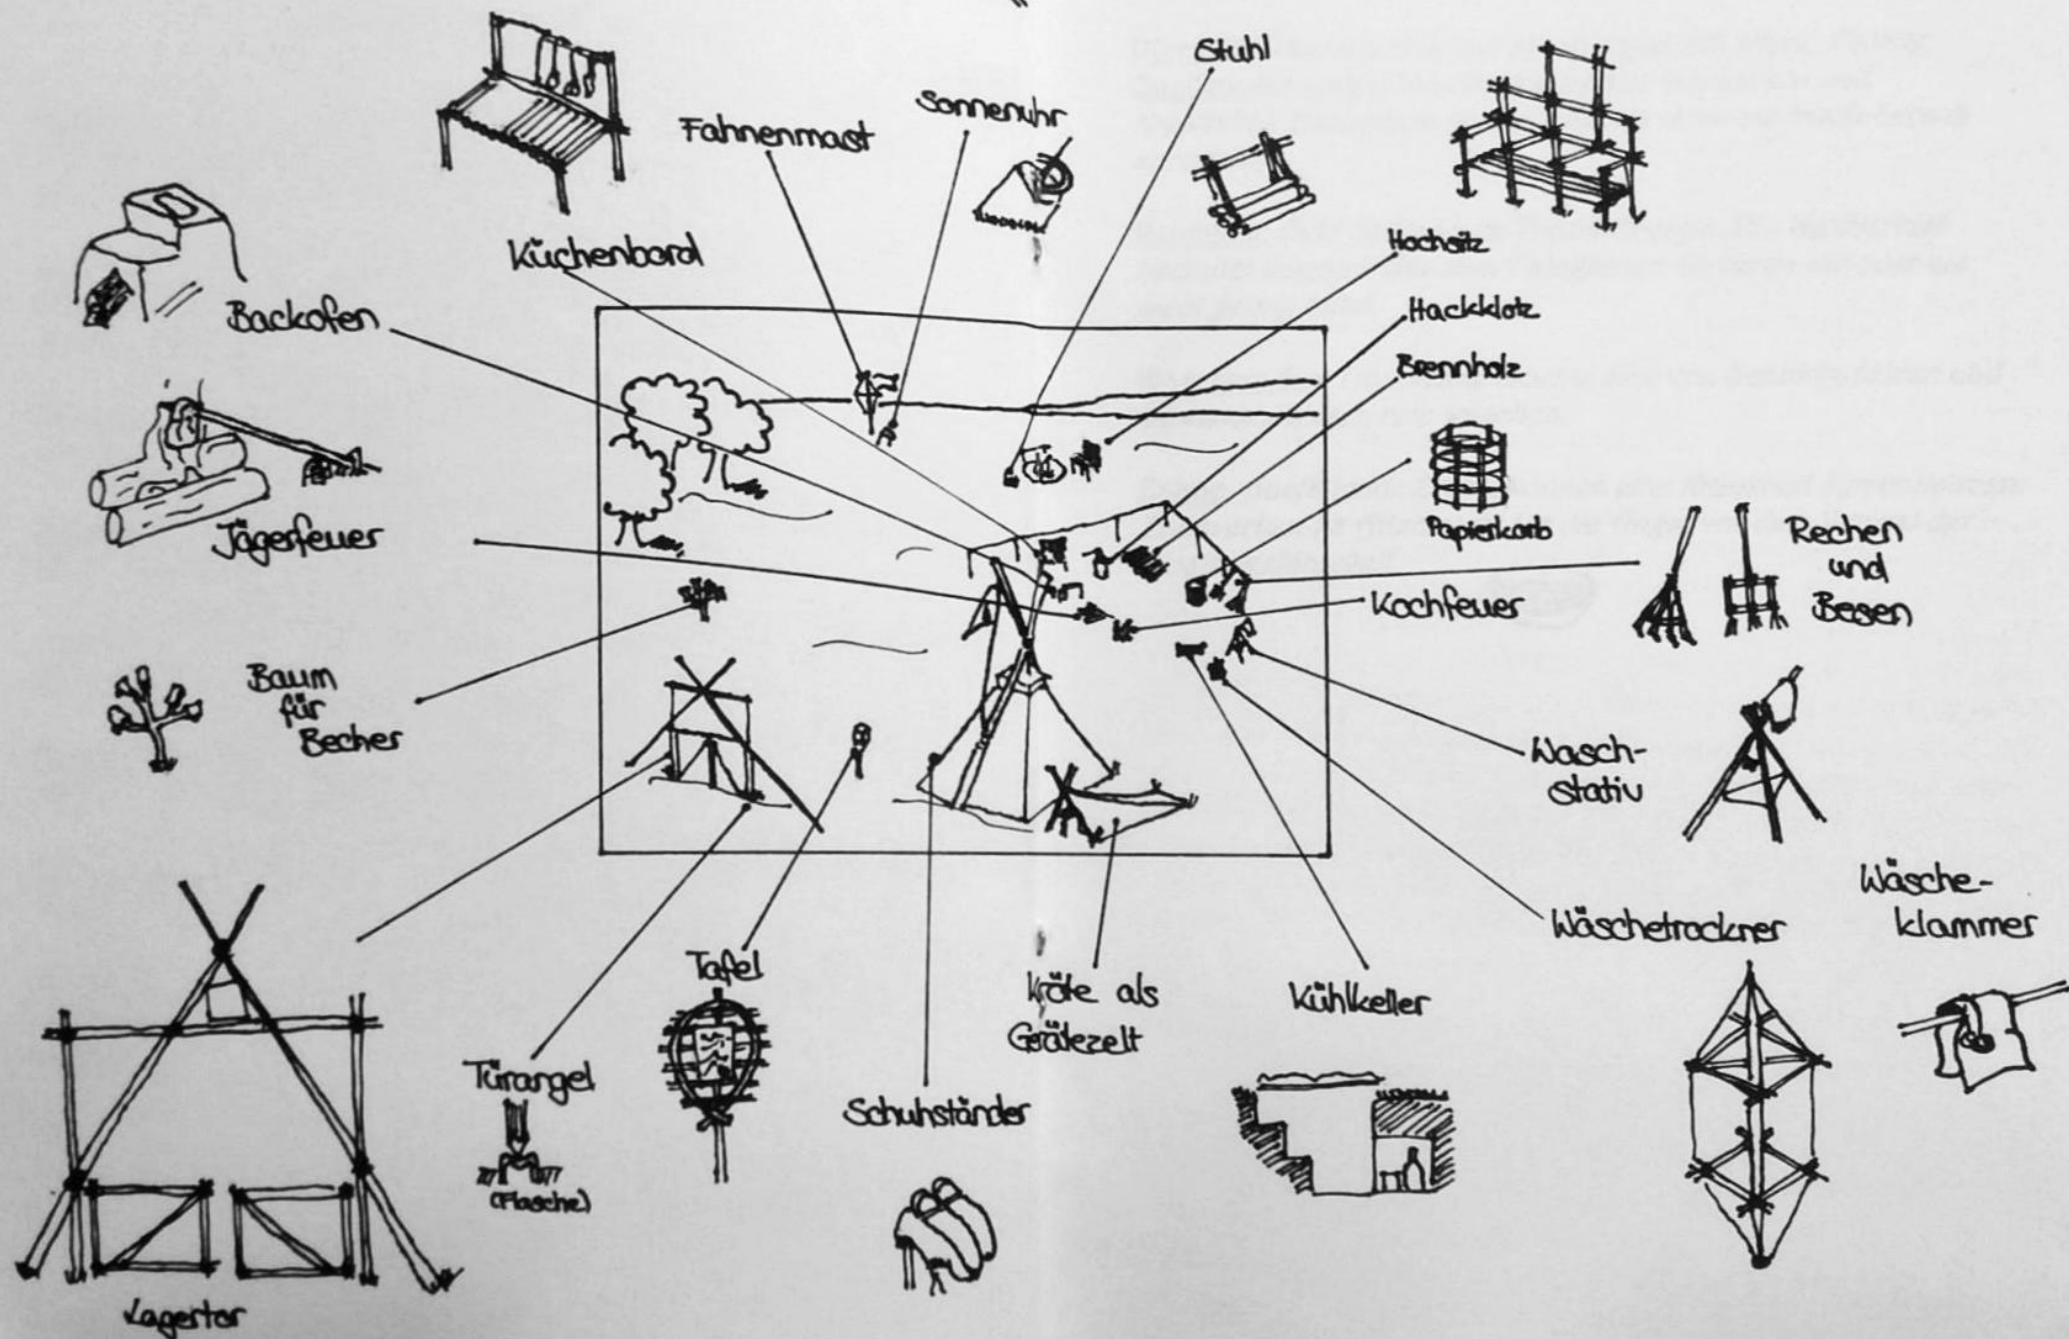 Stuhl
Sonnenuhr
Fahnenmast
Küchenbord
Hochsitz
Hackklotz
Backofen
Brennholz
Papierkorb
Rechen
und
Besen
Jägerfeuer
Kochfeuer
Baum
für
Becher
Wasch-
stativ
Wäsche-
klammer
Wäschetrockner
Tafel
Kröte als
Gerätezelt
Kühlkeller
Türangel
(Flasche)
Schuhständer
Lagertor